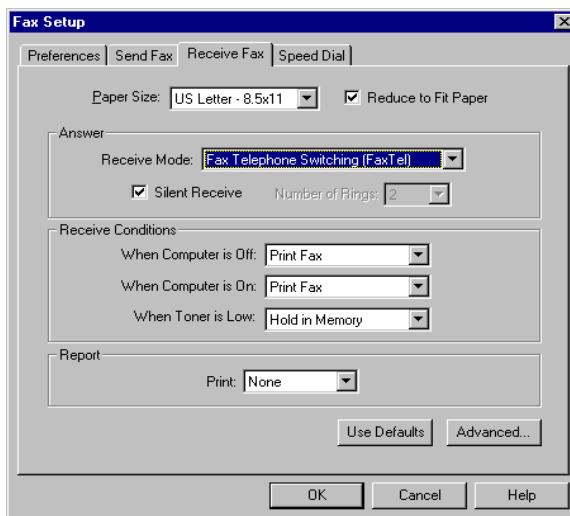 Fax Setup
Preferences Send Fax Receive Fax Speed Dial
Paper Size: US Letter - 8.5x11 Reduce to Fit Paper
Answer
Receive Mode: Fax Telephone Switching (FaxTel)
Silent Receive Number of Rings: 2
Receive Conditions
When Computer is Off: Print Fax
When Computer is On: Print Fax
When Toner is Low: Hold in Memory
Report
Print: None
Use Defaults Advanced...
OK Cancel Help